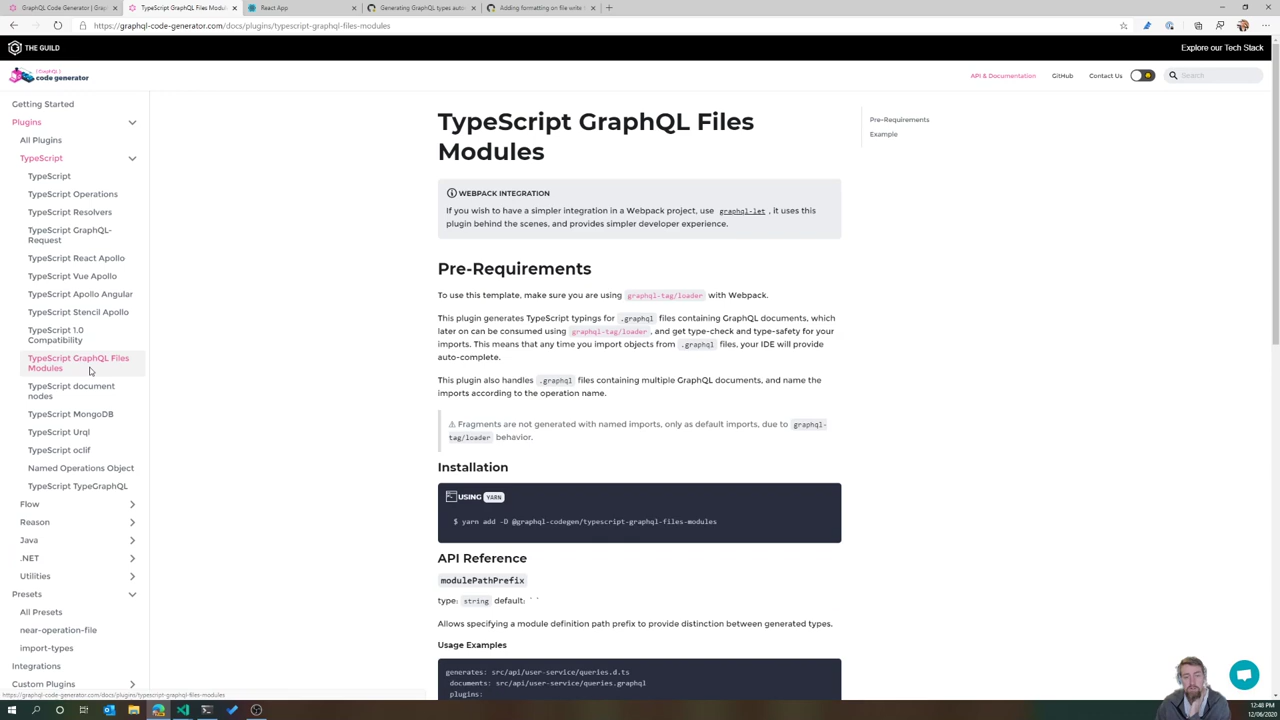 GraphQL Code Generator | Grap
TypeScript GraphQL Files Modul
React App
Generating GraphQL types auto
Adding formatting on file write
https://graphql-code-generator.com/docs/plugins/typescript-graphql-files-modules
THE GUILD
Explore our Tech Stack
{GraphQL}
code generator
API & Documentation
GitHub
Contact Us
Search
Getting Started
Plugins
All Plugins
TypeScript
TypeScript
TypeScript Operations
TypeScript Resolvers
TypeScript GraphQL-
Request
TypeScript React Apollo
TypeScript Vue Apollo
TypeScript Apollo Angular
TypeScript Stencil Apollo
TypeScript 1.0
Compatibility
TypeScript GraphQL Files
Modules
TypeScript document
nodes
TypeScript MongoDB
TypeScript Urql
TypeScript oclif
Named Operations Object
TypeScript TypeGraphQL
Flow
Reason
Java
.NET
Utilities
Presets
All Presets
near-operation-file
import-types
Integrations
Custom Plugins
https://graphql-code-generator.com/docs/plugins/typescript-graphql-files-modules
TypeScript GraphQL Files
Modules
WEBPACK INTEGRATION
If you wish to have a simpler integration in a Webpack project, use graphql-let , it uses this
plugin behind the scenes, and provides simpler developer experience.
Pre-Requirements
To use this template, make sure you are using graphql-tag/loader with Webpack.
This plugin generates TypeScript typings for .graphql files containing GraphQL documents, which
later on can be consumed using graphql-tag/loader, and get type-check and type-safety for your
imports. This means that any time you import objects from .graphql files, your IDE will provide
auto-complete.
This plugin also handles .graphql files containing multiple GraphQL documents, and name the
imports according to the operation name.
⚠ Fragments are not generated with named imports, only as default imports, due to graphql-
tag/loader behavior.
Installation
USING YARN
$ yarn add -D @graphql-codegen/typescript-graphql-files-modules
API Reference
modulePathPrefix
type: string default: ` `
Allows specifying a module definition path prefix to provide distinction between generated types.
Usage Examples
generates: src/api/user-service/queries.d.ts
documents: src/api/user-service/queries.graphql
plugins:
Pre-Requirements
Example
12:48 PM
12/06/2020